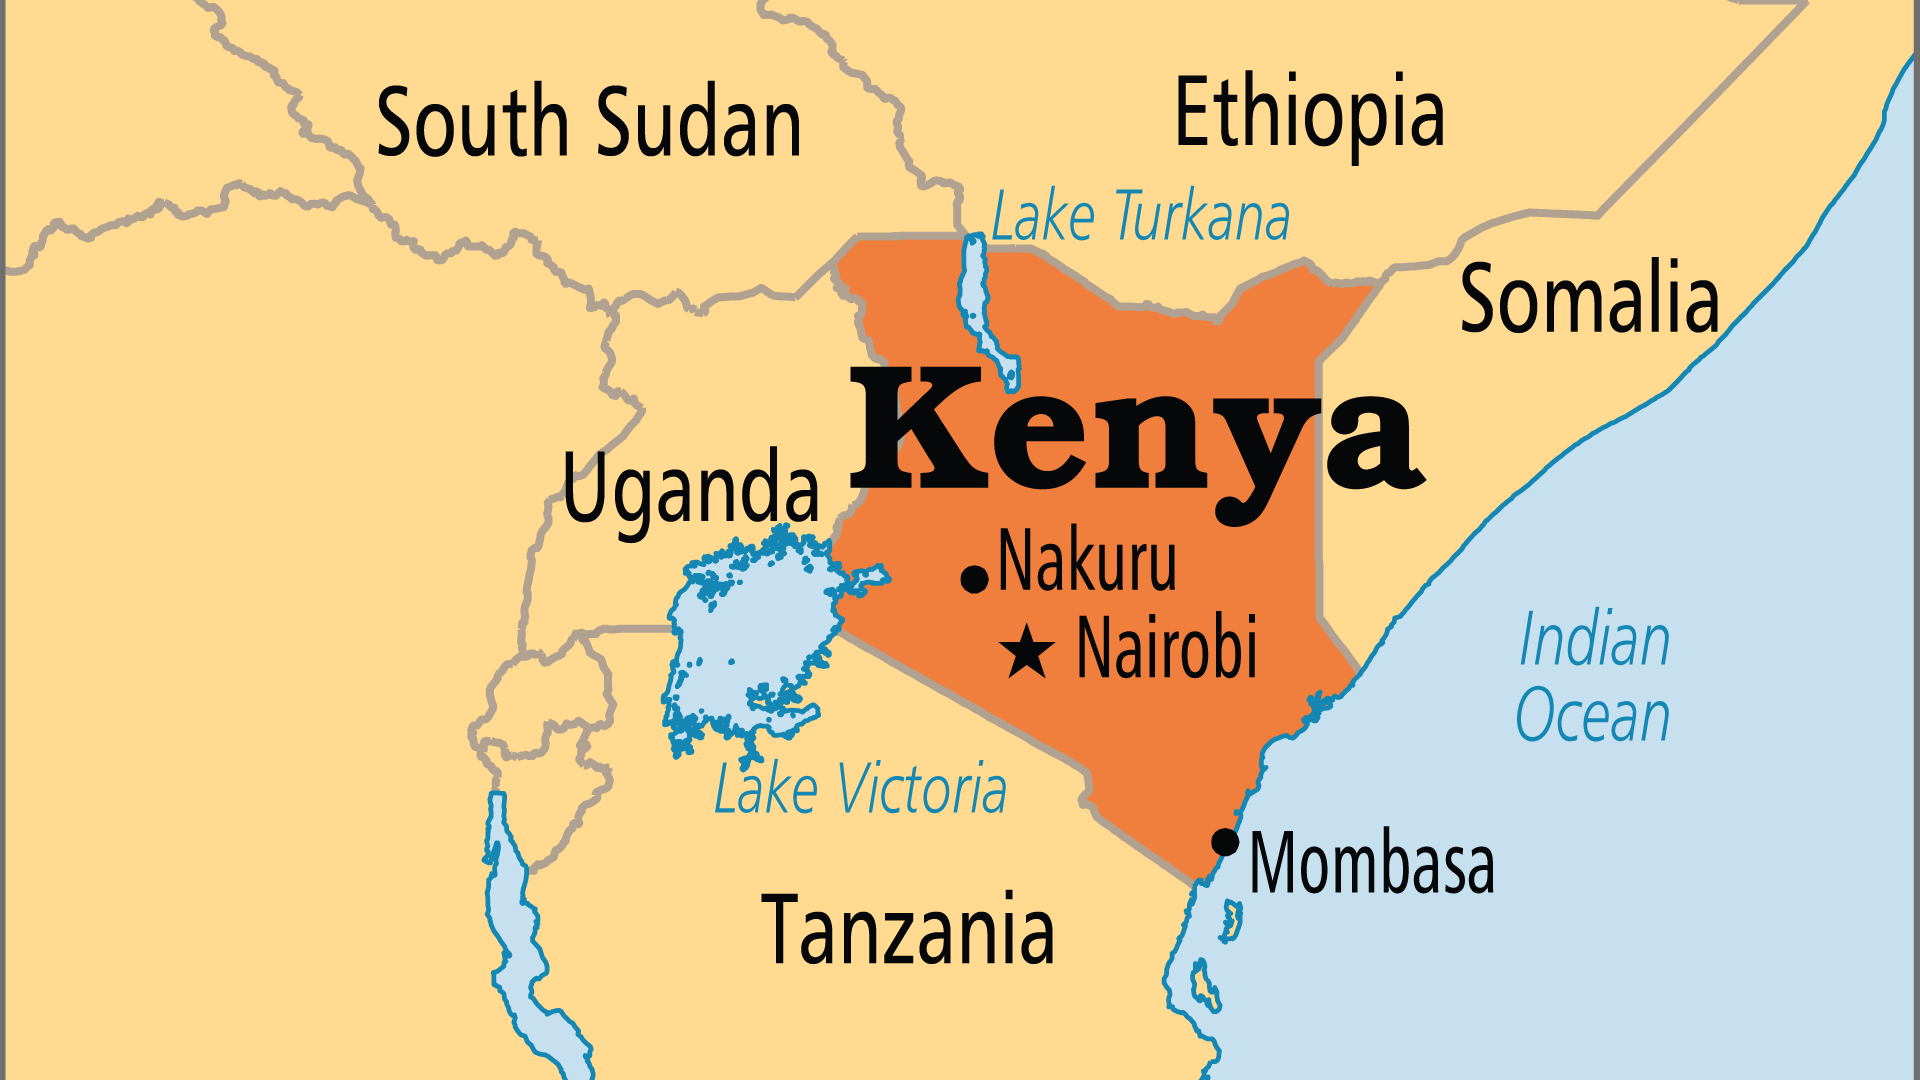 South Sudan
Ethiopia
Lake Turkana
Somalia
Kenya
Uganda
Nakuru
Nairobi
Indian
Ocean
Lake Victoria
Mombasa
Tanzania